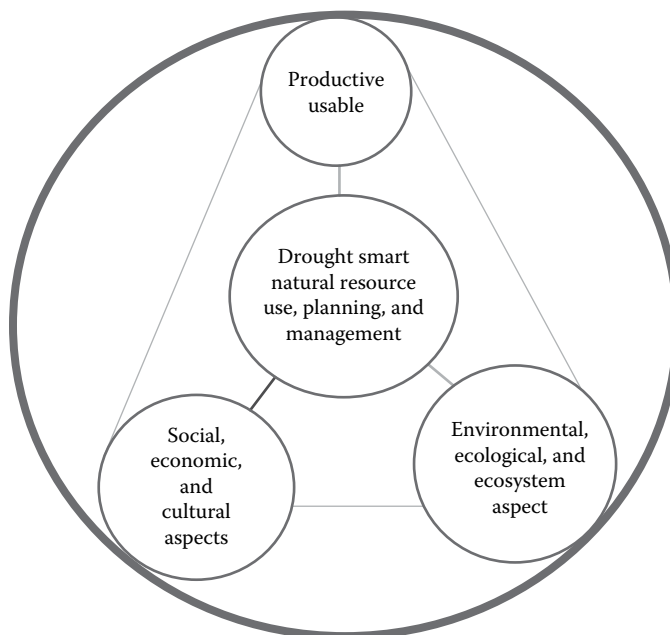 Productive
usable
Drought smart
natural resource
use, planning, and
management
Social,
economic,
and
cultural
aspects
Environmental,
ecological, and
ecosystem
aspect